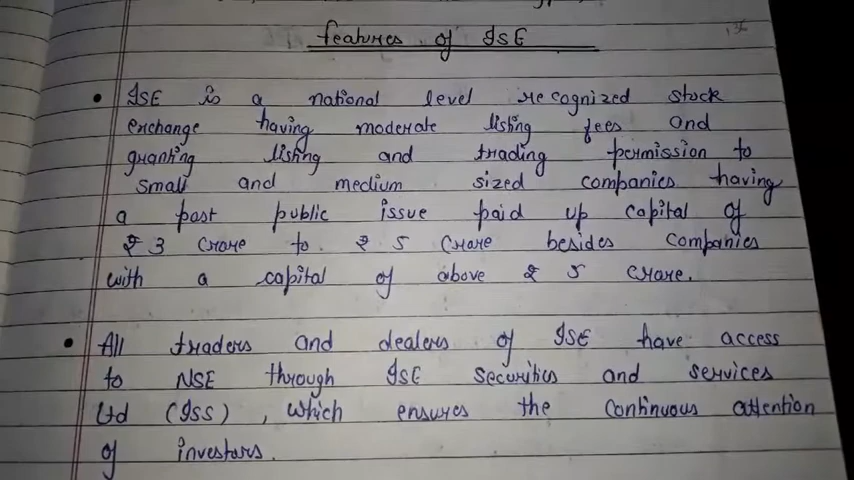 features of ISE
• ISE is a national level recognized stock
exchange having moderate listing fees and
granting listing and trading permission to
small and medium sized companies having
a post public issue paid up capital of
₹ 3 crore to ₹ 5 crore besides companies
with a capital of above ₹ 5 crore.
• All traders and dealers of ISE have access
to NSE through ISE securities and services
Ltd (ISS), which ensures the continuous attention
of investors.